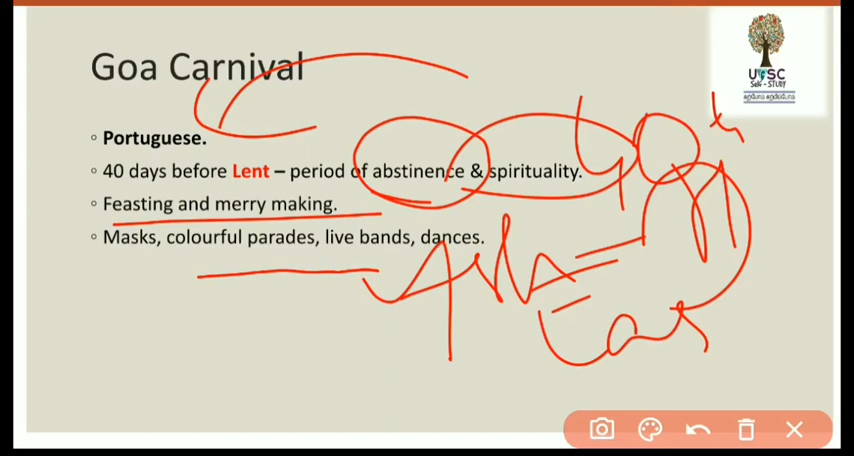 Goa Carnival
UPSC
Self - STUDY
Portuguese.
40 days before Lent – period of abstinence & spirituality.
Feasting and merry making.
Masks, colourful parades, live bands, dances.
40th